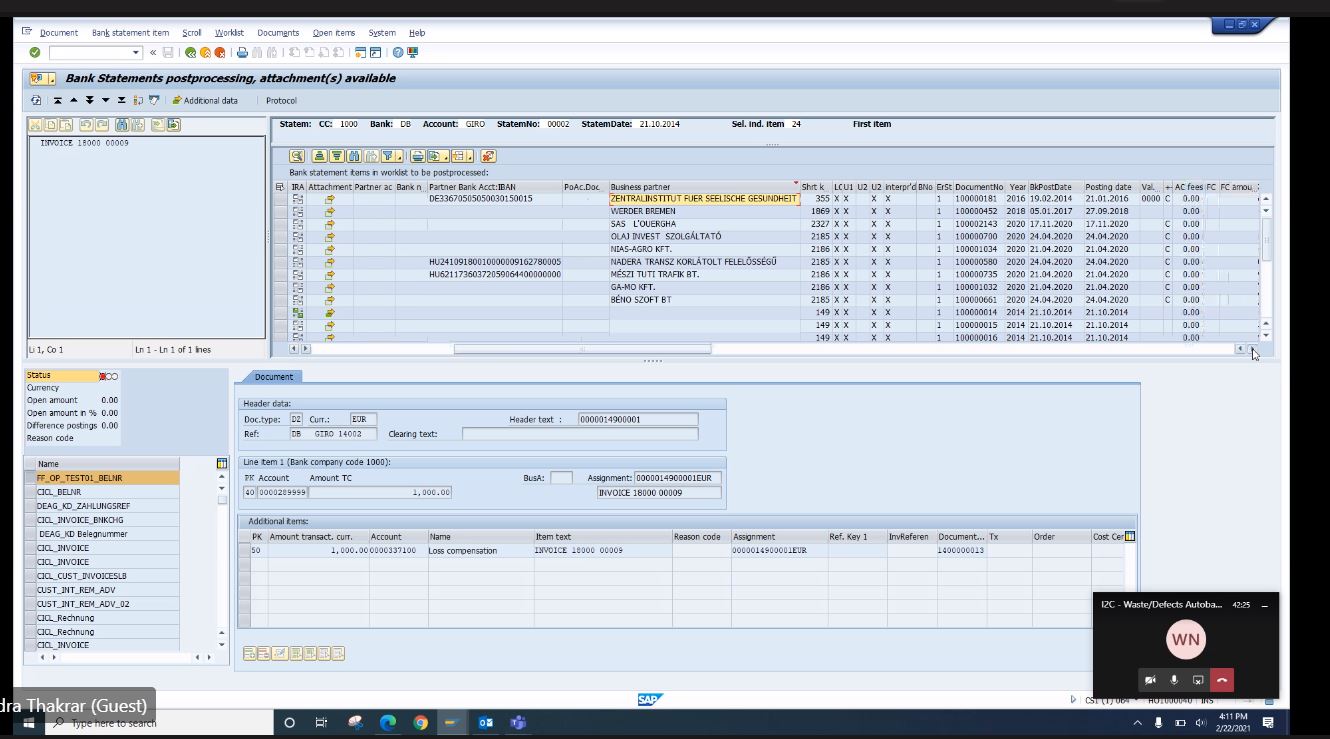 Document Bank statement item Scroll Worklist Documents Open items System Help
Bank Statements postprocessing, attachment(s) available
Additional data Protocol
INVOICE 18000 00009
Li 1, Co 1 Ln 1 - Ln 1 of 1 lines
Statem: CC: 1000 Bank: DB Account: GIRO StatemNo: 00002 StatemDate: 21.10.2014 Sel. ind. item 24 First item
Bank statement items in worklist to be postprocessed:
IRA Attachment Partner ac Bank n Partner Bank Acct:IBAN PoAc.Doc. Business partner Shrt k LC U1 U2 U2 interpr'd BNo ErSt DocumentNo Year BkPostDate Posting date Val. +- AC fees FC FC amou.
DE33670505050030150015 ZENTRALINSTITUT FUER SEELISCHE GESUNDHEIT 355 X X X X 1 100000181 2016 19.02.2014 21.01.2016 0000 C 0.00
WERDER BREMEN 1869 X X X X 1 100000452 2018 05.01.2017 27.09.2018 0.00
SAS L'OUERGHA 2327 X X X X 1 100002143 2020 17.11.2020 17.11.2020 C 0.00
OLAJ INVEST SZOLGÁLTATÓ 2185 X X X X 1 100000700 2020 24.04.2020 24.04.2020 C 0.00
NIAS-AGRO KFT. 2186 X X X X 1 100001034 2020 21.04.2020 21.04.2020 C 0.00
HU24109180010000009162780005 NADERA TRANSZ KORLÁTOLT FELELŐSSÉGŰ 2185 X X X X 1 100000580 2020 24.04.2020 24.04.2020 C 0.00
HU62117360372059064400000000 MÉSZI TUTI TRAFIK BT. 2186 X X X X 1 100000735 2020 21.04.2020 24.04.2020 C 0.00
GA-MO KFT. 2186 X X X X 1 100001032 2020 21.04.2020 21.04.2020 C 0.00
BÉNO SZOFT BT 2185 X X X X 1 100000661 2020 24.04.2020 24.04.2020 C 0.00
149 X X X X 1 100000014 2014 21.10.2014 21.10.2014 0.00
149 X X X X 1 100000015 2014 21.10.2014 21.10.2014 0.00
149 X X X X 1 100000016 2014 21.10.2014 21.10.2014 0.00
Status
Currency
Open amount 0.00
Open amount in % 0.00
Difference postings 0.00
Reason code
Name
FF_OP_TEST01_BELNR
CICL_BELNR
DEAG_KD_ZAHLUNGSREF
CICL_INVOICE_BNKCHG
DEAG_KD Belegnummer
CICL_INVOICE
CICL_INVOICE
CICL_CUST_INVOICESLB
CUST_INT_REM_ADV
CUST_INT_REM_ADV_02
CICL_Rechnung
CICL_Rechnung
CICL_INVOICE
Document
Header data:
Doc.type: DZ Curr.: EUR Header text : 0000014900001
Ref: DB GIRO 14002 Clearing text:
Line item 1 (Bank company code 1000):
PK Account Amount TC BusA: Assignment: 0000014900001EUR
40 0000289999 1,000.00 INVOICE 18000 00009
Additional items:
PK Amount transact. curr. Account Name Item text Reason code Assignment Ref. Key 1 InvReferen Document... Tx Order Cost Cer
50 1,000.00 0000337100 Loss compensation INVOICE 18000 00009 0000014900001EUR 1400000013
I2C - Waste/Defects Autoba... 42:25
WN
SAP
CS1 (1) 064 HO1000040 INS
dra Thakrar (Guest)
Type here to search
4:11 PM
2/22/2021